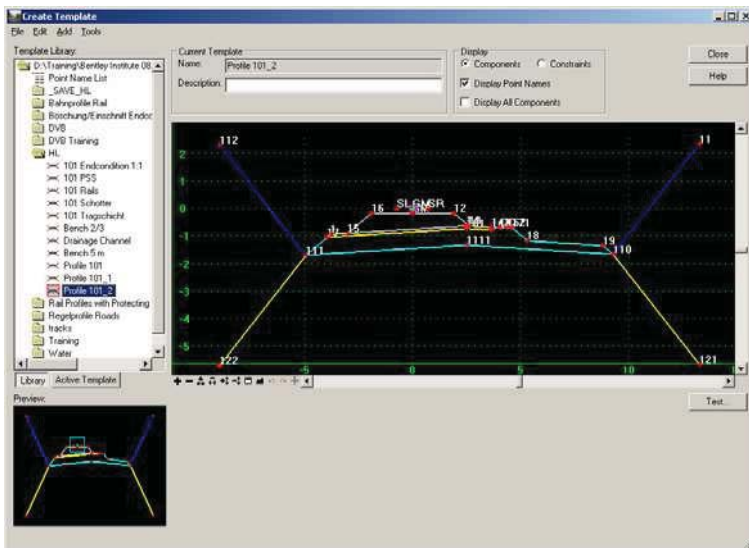 Create Template
File Edit Add Tools
Template Library:
D:\Training\Bentley Institute 08.
Point Name List
_SAVE_HL
Bahnprofile Rail
Böschung/Einschnitt Endoc
DVB
DVB Training
HL
101 Endcondition 1:1
101 PSS
101 Rails
101 Schotter
101 Tragschicht
Bench 2/3
Drainage Channel
Bench 5 m
Profile 101
Profile 101_1
Profile 101_2
Rail Profiles with Protecting
Regelprofile Roads
tracks
Training
Water
Library Active Template
Preview:
Current Template
Name: Profile 101_2
Description:
Display
Components Constraints
Display Point Names
Display All Components
Close
Help
112 11
2
1
0
-1
-2
-3
-4
-5
16 12
15
111 1111 18 19 110
122 121
-5 0 5 10
Test...